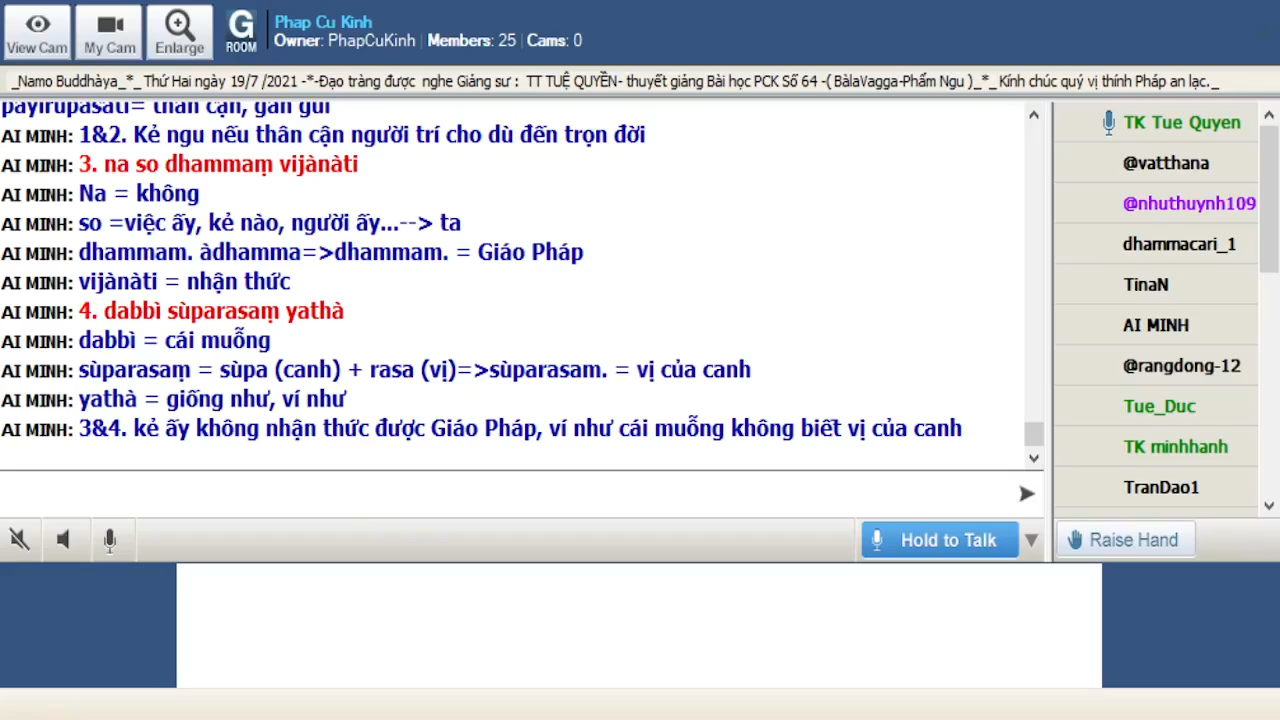 View Cam
My Cam
Enlarge
G
ROOM
Phap Cu Kinh
Owner: PhapCuKinh | Members: 25 | Cams: 0
_Namo Buddhàya_*_ Thứ Hai ngày 19/7 /2021 -*-Đạo tràng được nghe Giảng sư : TT TUỆ QUYỀN- thuyết giảng Bài học PCK Số 64 -( BàlaVagga-Phẩm Ngu )_*_ Kính chúc quý vị thính Pháp an lạc._
payirupàsati= thân cận, gần gũi
AI MINH: 1&2. Kẻ ngu nếu thân cận người trí cho dù đến trọn đời
AI MINH: 3. na so dhammaṃ vijànàti
AI MINH: Na = không
AI MINH: so =việc ấy, kẻ nào, người ấy...--> ta
AI MINH: dhammam. àdhamma=>dhammam. = Giáo Pháp
AI MINH: vijànàti = nhận thức
AI MINH: 4. dabbì sùparasaṃ yathà
AI MINH: dabbì = cái muỗng
AI MINH: sùparasaṃ = sùpa (canh) + rasa (vị)=>sùparasam. = vị của canh
AI MINH: yathà = giống như, ví như
AI MINH: 3&4. kẻ ấy không nhận thức được Giáo Pháp, ví như cái muỗng không biết vị của canh
TK Tue Quyen
@vatthana
@nhuthuynh109
dhammacari_1
TinaN
AI MINH
@rangdong-12
Tue_Duc
TK minhhanh
TranDao1
Hold to Talk
Raise Hand